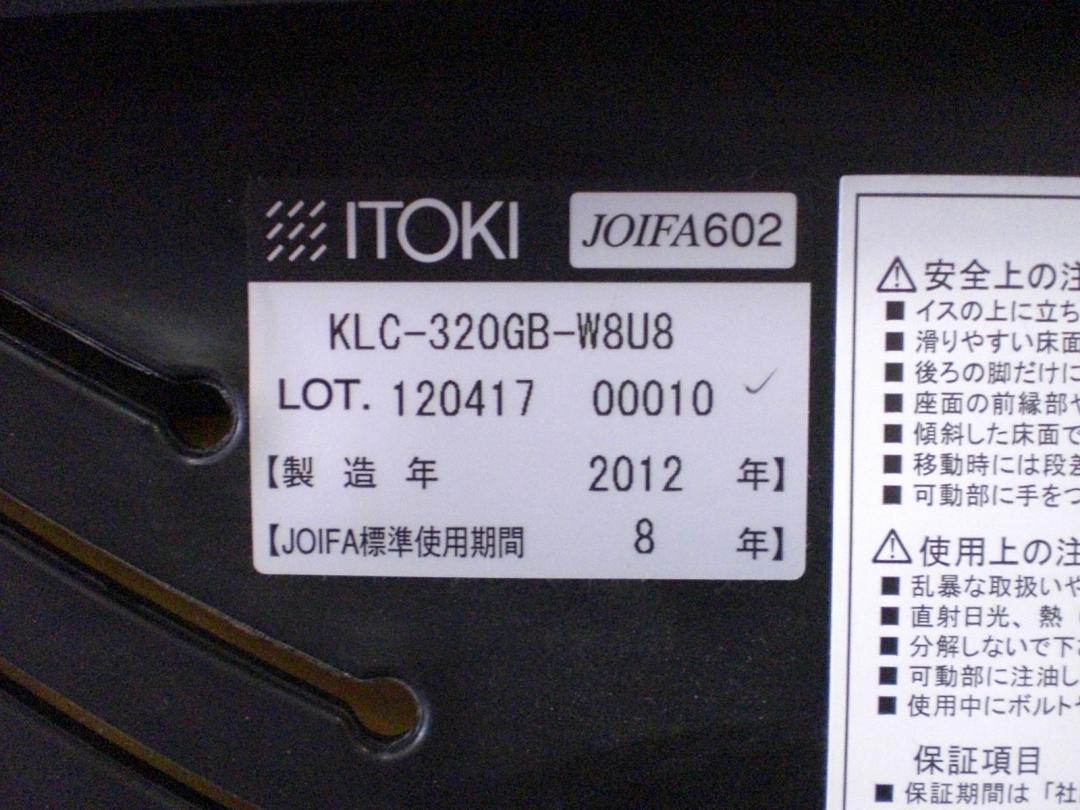 ITOKI JOIFA602
KLC-320GB-W8U8
LOT. 120417 00010
【製 造 年 2012 年】
【JOIFA標準使用期間 8 年】
⚠安全上の注
■イスの上に立ち
■滑りやすい床面
■後ろの脚だけに
■座面の前縁部や
■傾斜した床面で
■移動時には段差
■可動部に手をつ
⚠使用上の注
■乱暴な取扱いや
■直射日光、熱(
■分解しないで下さ
■可動部に注油し
■使用中にボルトや
保証項目
■保証期間は「社